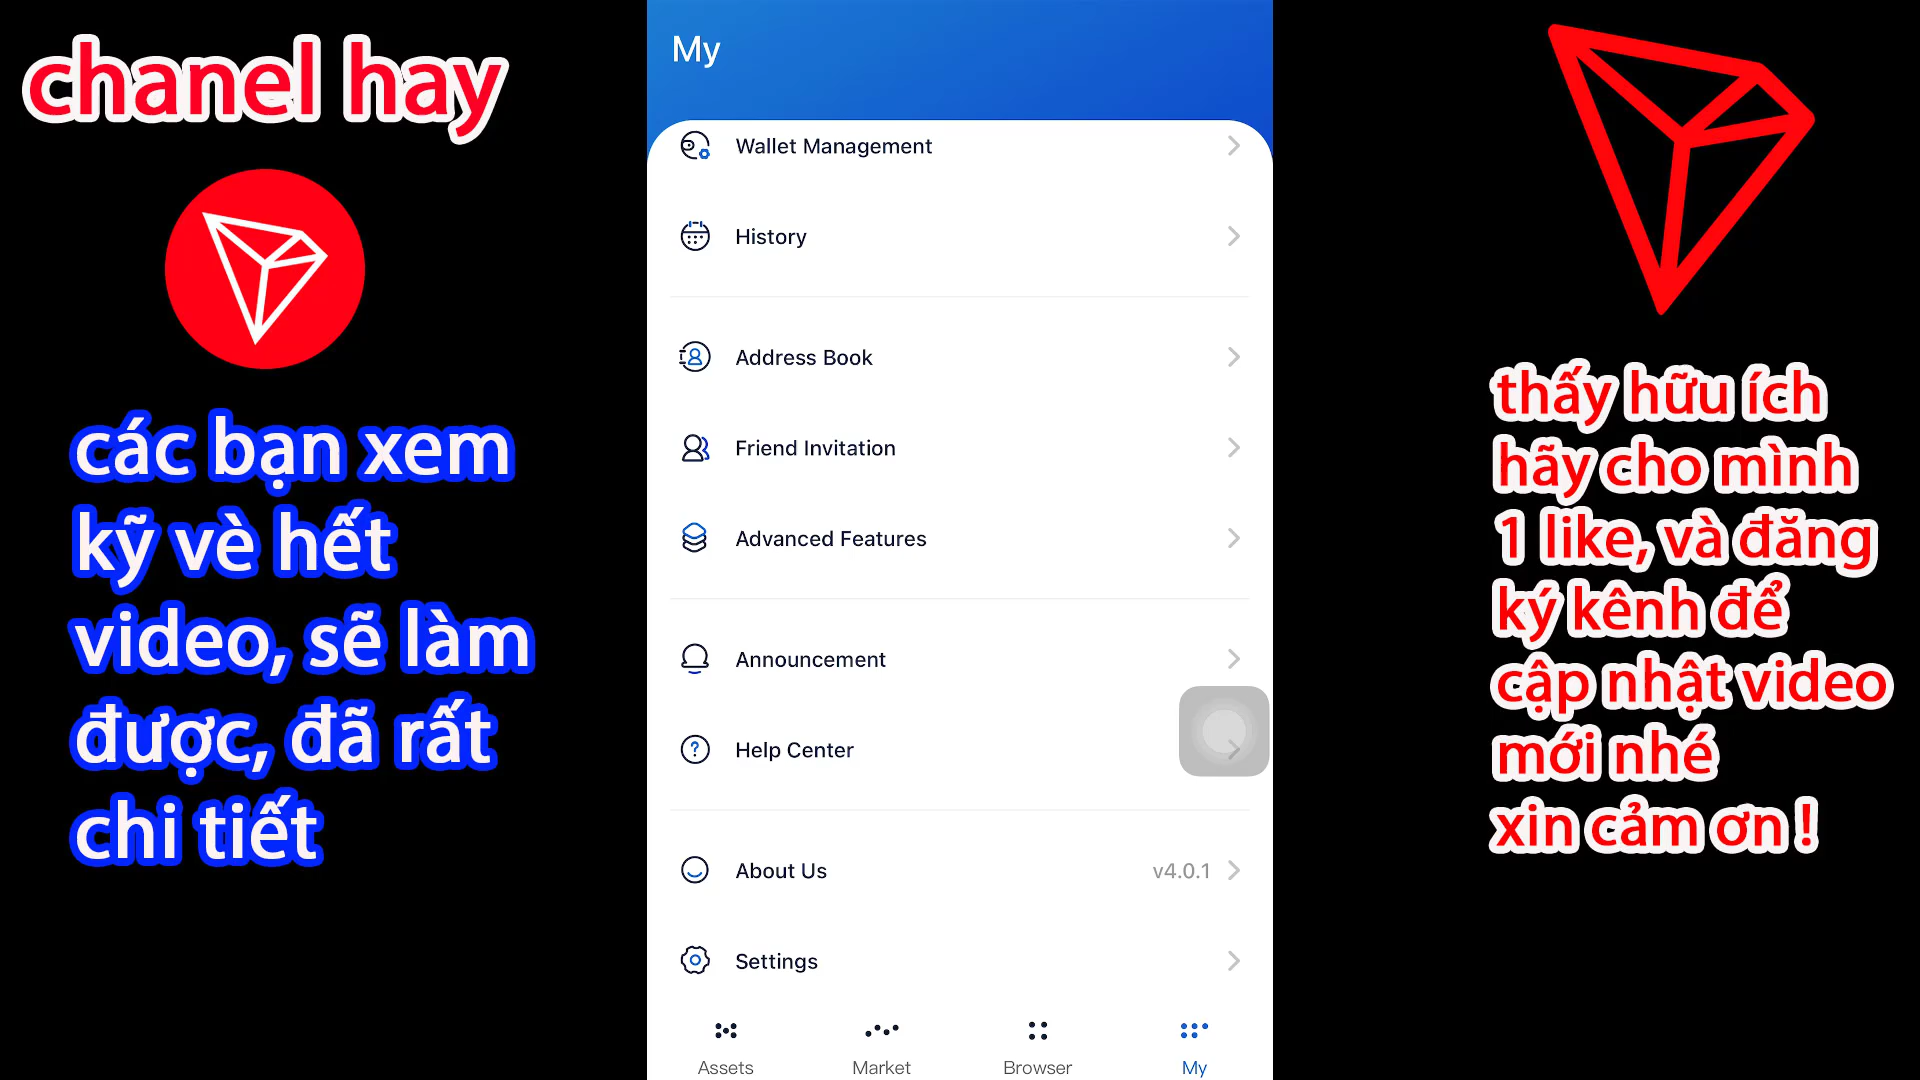 chanel hay
các bạn xem
kỹ vè hết
video, sẽ làm
được, đã rất
chi tiết
My
Wallet Management
History
Address Book
Friend Invitation
Advanced Features
Announcement
Help Center
About Us v4.0.1
Settings
Assets Market Browser My
thấy hữu ích
hãy cho mình
1 like, và đăng
ký kênh để
cập nhật video
mới nhé
xin cảm ơn !